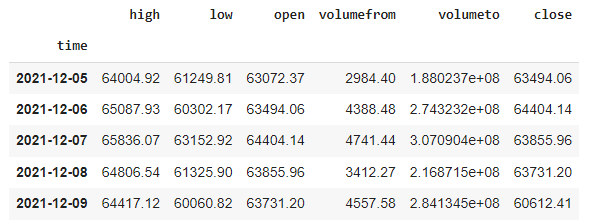 high low open volumefrom volumeto close
time
2021-12-05 64004.92 61249.81 63072.37 2984.40 1.880237e+08 63494.06
2021-12-06 65087.93 60302.17 63494.06 4388.48 2.743232e+08 64404.14
2021-12-07 65836.07 63152.92 64404.14 4741.44 3.070904e+08 63855.96
2021-12-08 64806.54 61325.90 63855.96 3412.27 2.168715e+08 63731.20
2021-12-09 64417.12 60060.82 63731.20 4557.58 2.841345e+08 60612.41